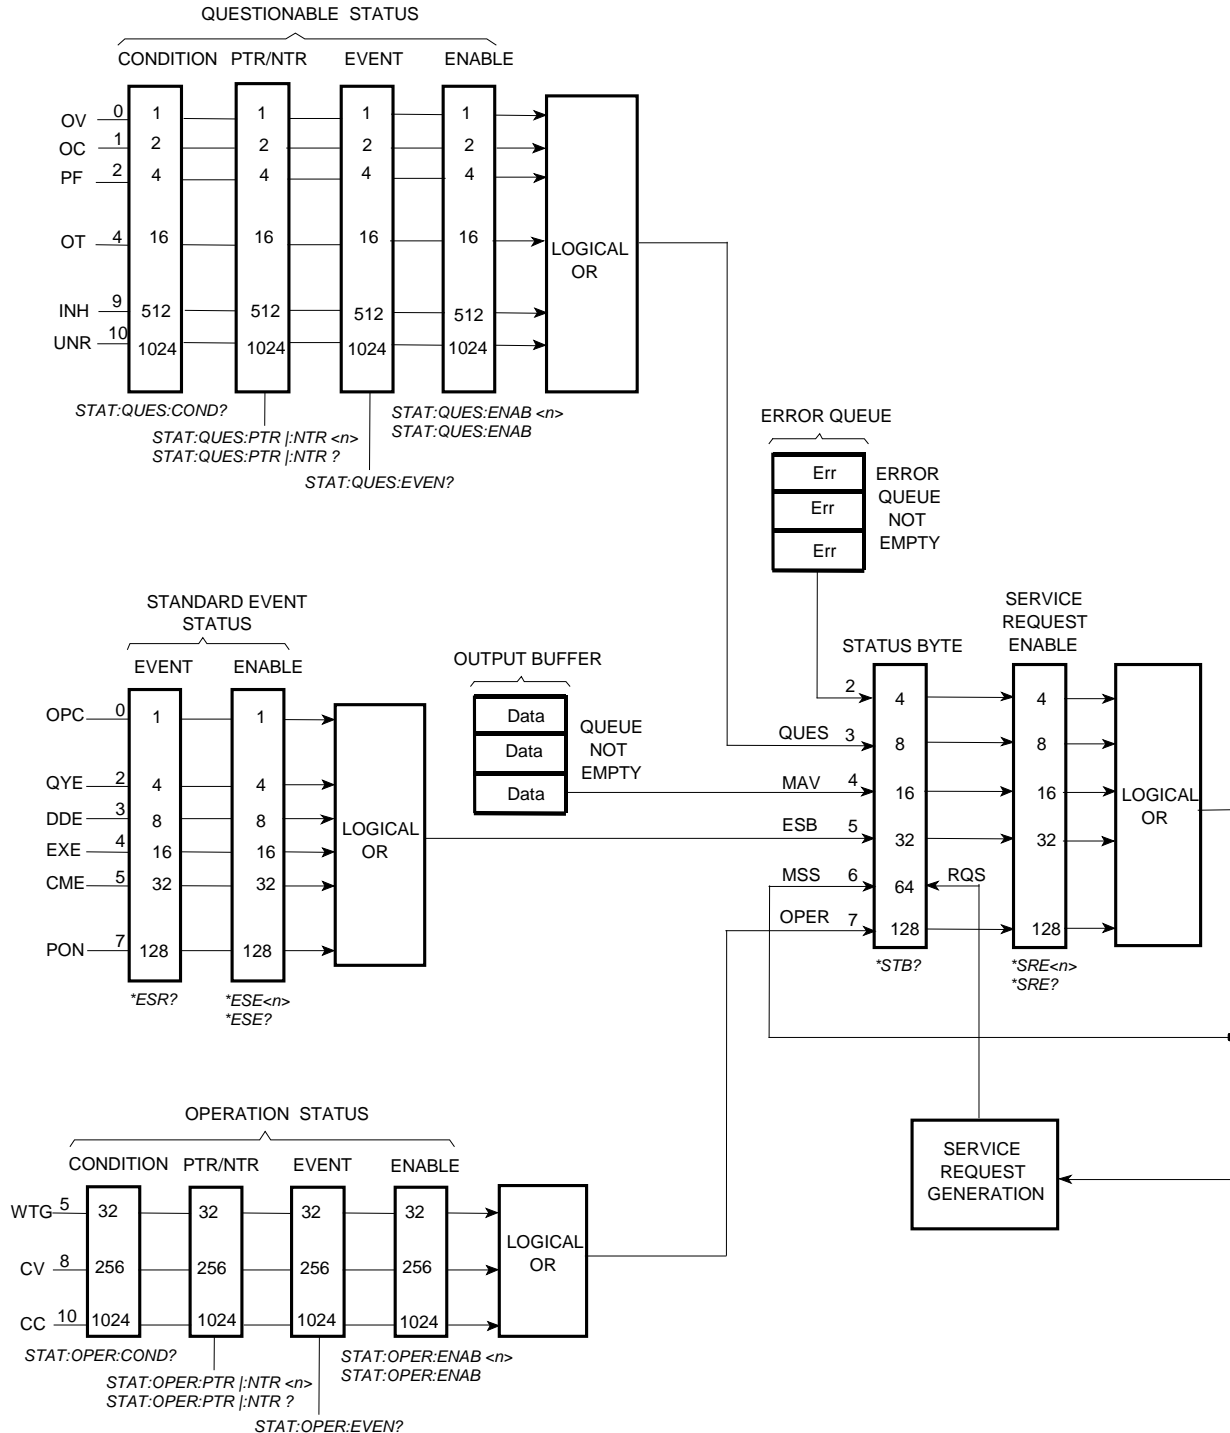 QUESTIONABLE STATUS
CONDITION PTR/NTR EVENT ENABLE
OV 0 1 1 1 1
OC 1 2 2 2 2
PF 2 4 4 4 4
OT 4 16 16 16 16
LOGICAL
OR
INH 9 512 512 512 512
UNR 10 1024 1024 1024 1024
STAT:QUES:COND?
STAT:QUES:PTR |:NTR <n>
STAT:QUES:PTR |:NTR ?
STAT:QUES:EVEN?
STAT:QUES:ENAB <n>
STAT:QUES:ENAB
ERROR QUEUE
Err
Err
Err
ERROR
QUEUE
NOT
EMPTY
STANDARD EVENT
STATUS
EVENT ENABLE
OPC 0 1 1
QYE 2 4 4
DDE 3 8 8
EXE 4 16 16
CME 5 32 32
PON 7 128 128
LOGICAL
OR
*ESR?
*ESE<n>
*ESE?
OUTPUT BUFFER
Data
Data
Data
QUEUE
NOT
EMPTY
STATUS BYTE
SERVICE
REQUEST
ENABLE
2 4 4
QUES 3 8 8
MAV 4 16 16
ESB 5 32 32
MSS 6 64 RQS
OPER 7 128 128
LOGICAL
OR
*STB?
*SRE<n>
*SRE?
SERVICE
REQUEST
GENERATION
OPERATION STATUS
CONDITION PTR/NTR EVENT ENABLE
WTG 5 32 32 32 32
CV 8 256 256 256 256
CC 10 1024 1024 1024 1024
LOGICAL
OR
STAT:OPER:COND?
STAT:OPER:PTR |:NTR <n>
STAT:OPER:PTR |:NTR ?
STAT:OPER:EVEN?
STAT:OPER:ENAB <n>
STAT:OPER:ENAB